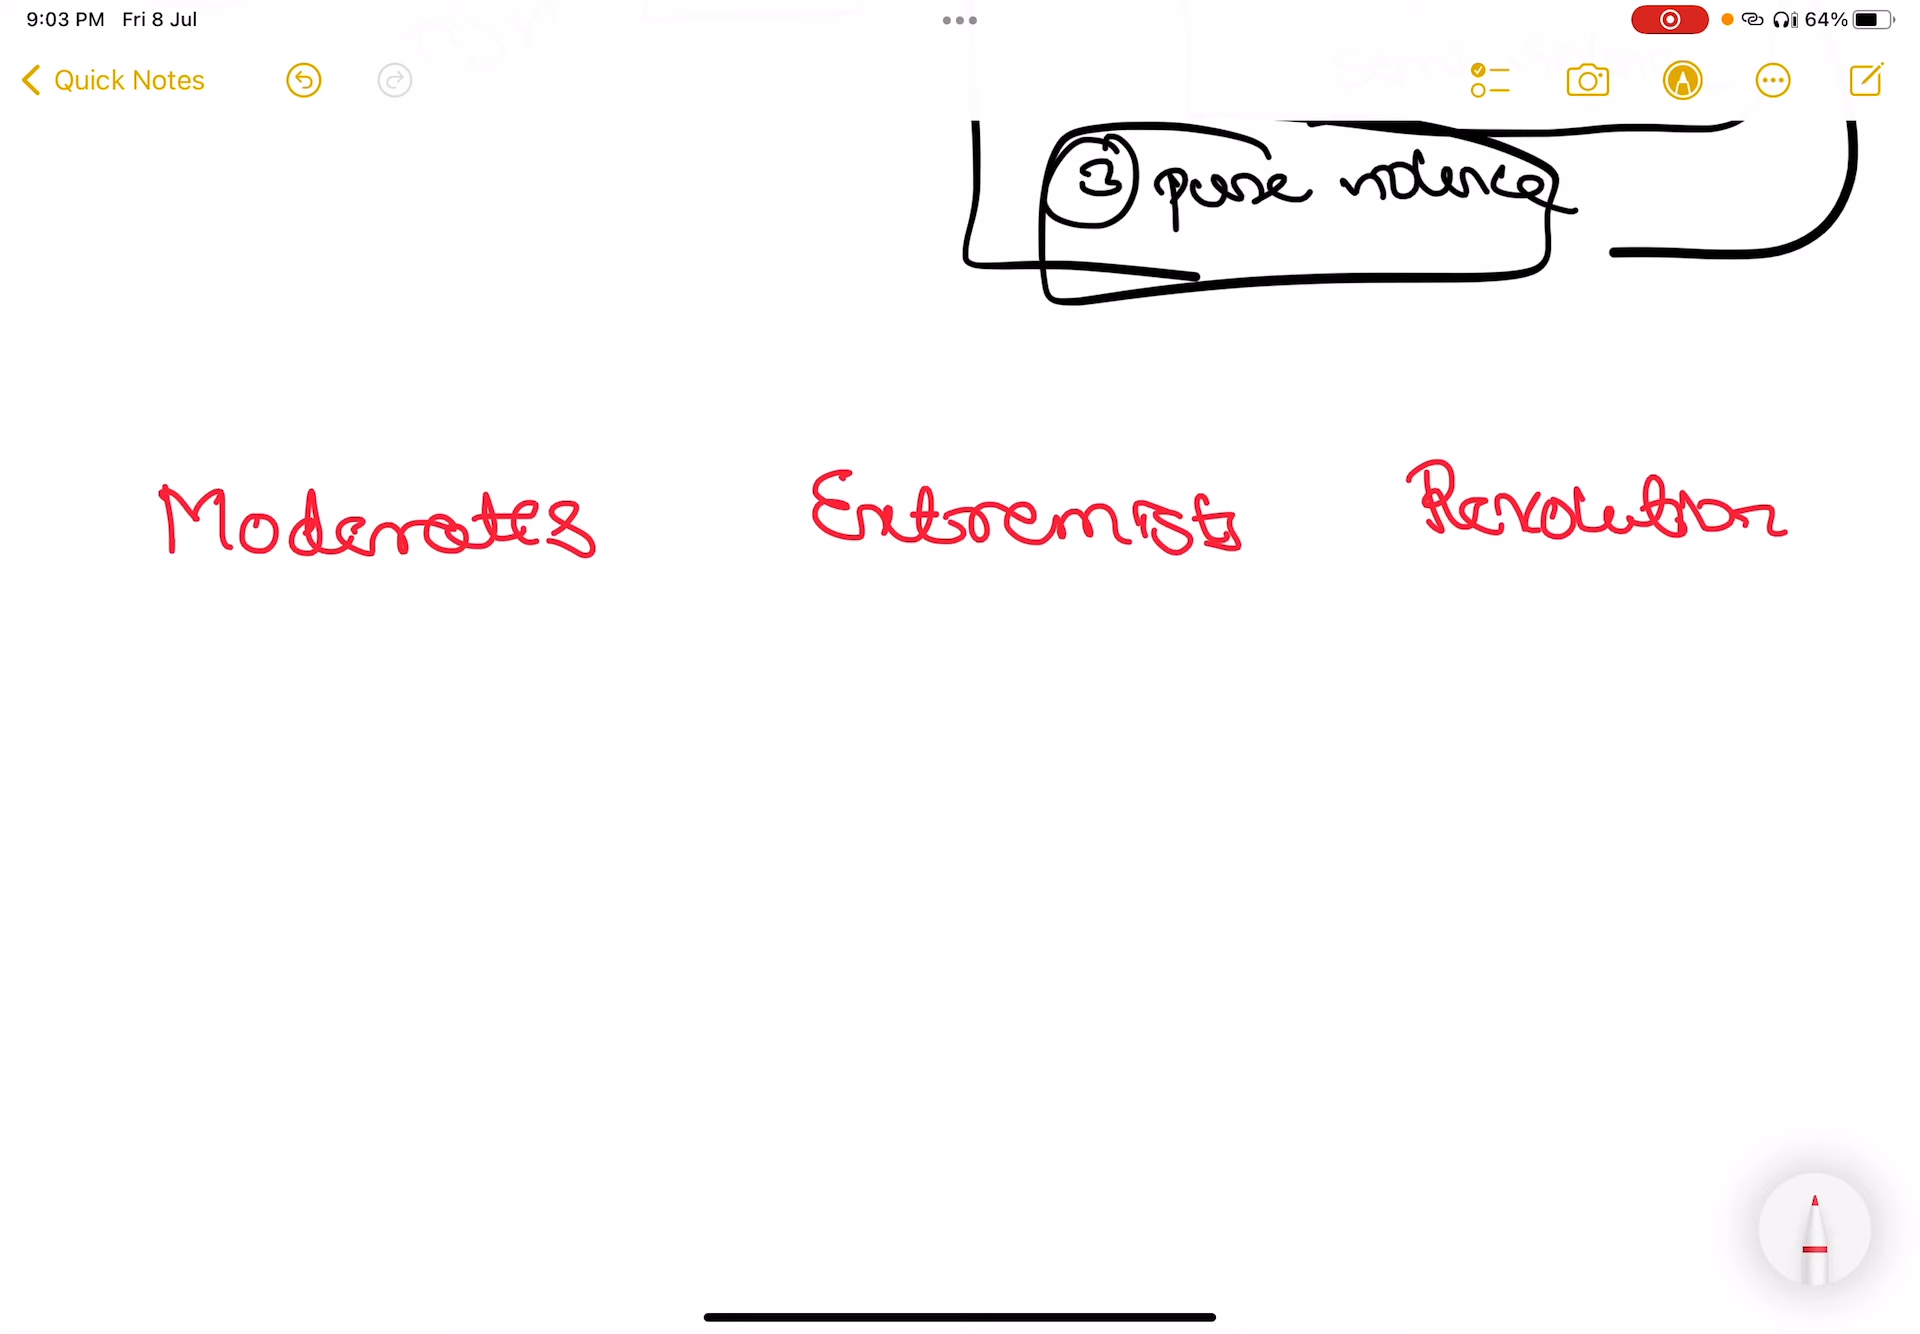 9:03 PM Fri 8 Jul
64%
Quick Notes
3 pure violence
Moderates Extremists Revolution